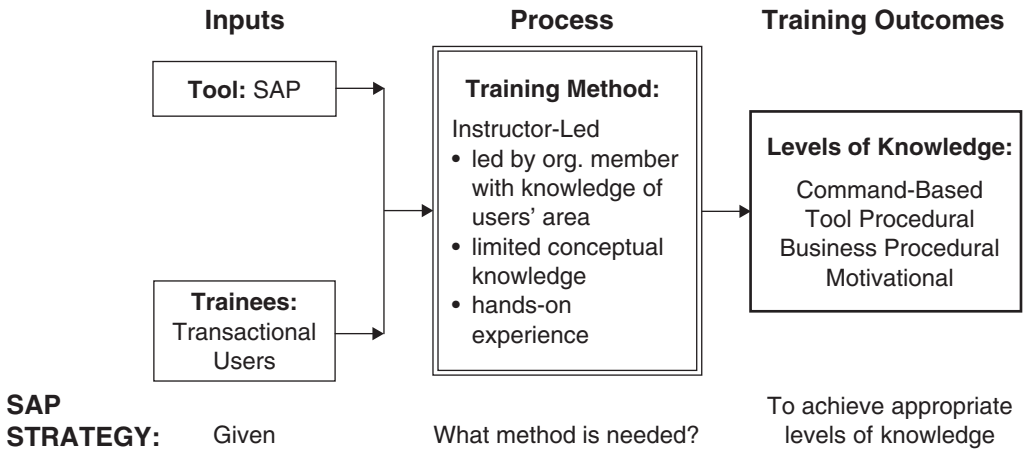 Inputs
Process
Training Outcomes
Tool: SAP
Trainees:
Transactional
Users
Training Method:
Instructor-Led
• led by org. member
with knowledge of
users’ area
• limited conceptual
knowledge
• hands-on
experience
Levels of Knowledge:
Command-Based
Tool Procedural
Business Procedural
Motivational
SAP
STRATEGY:
Given
What method is needed?
To achieve appropriate
levels of knowledge